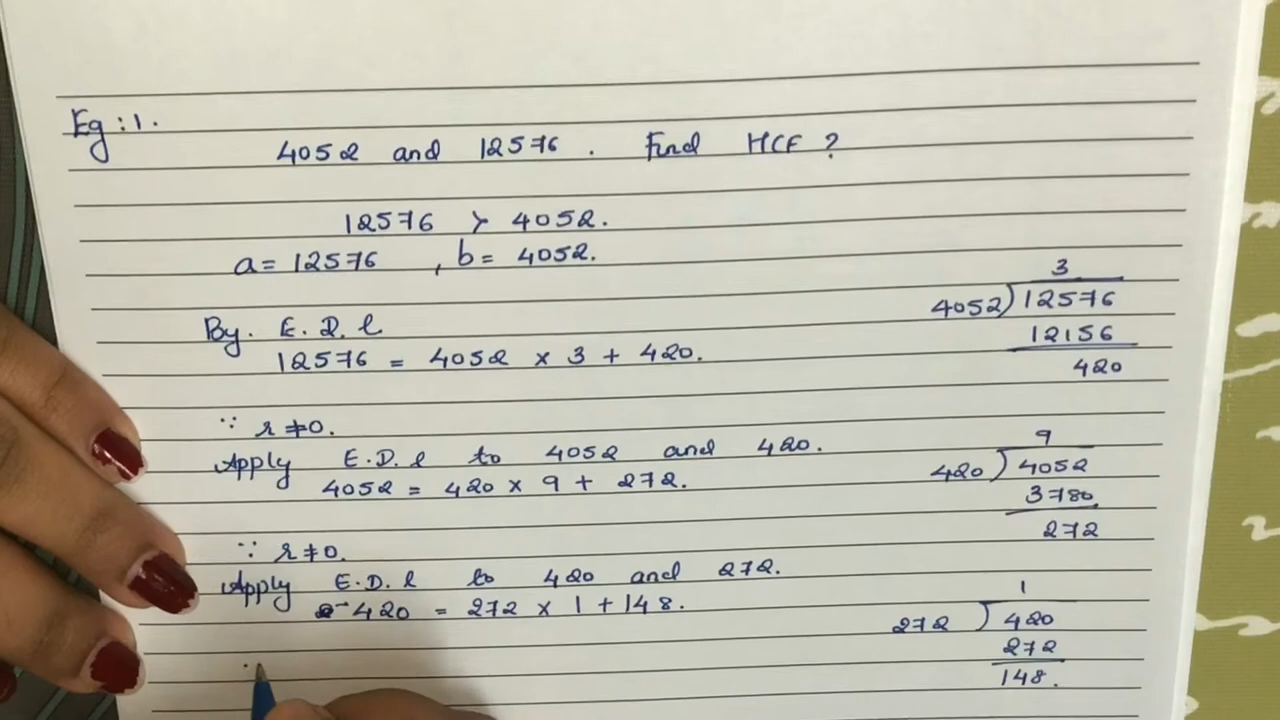 Eg : 1.
4052 and 12576 . Find HCF ?
12576 > 4052.
a = 12576 , b = 4052.
By. E. D. l
12576 = 4052 × 3 + 420.
∵ r ≠ 0.
Apply E.D.l to 4052 and 420.
4052 = 420 × 9 + 272.
∵ r ≠ 0.
Apply E.D.l to 420 and 272.
420 = 272 × 1 + 148.
3
4052 ) 12576
12156
420
9
420 ) 4052
3780
272
1
272 ) 420
272
148.